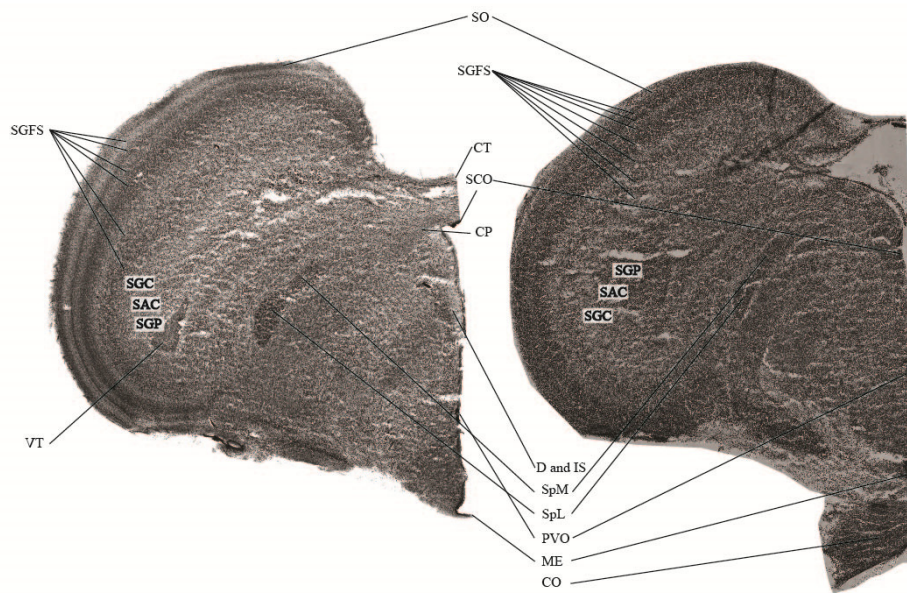 SO
SGFS
SGFS
CT
SCO
CP
SGC
SAC
SGP
SGP
SAC
SGC
VT
D and IS
SpM
SpL
PVO
ME
CO